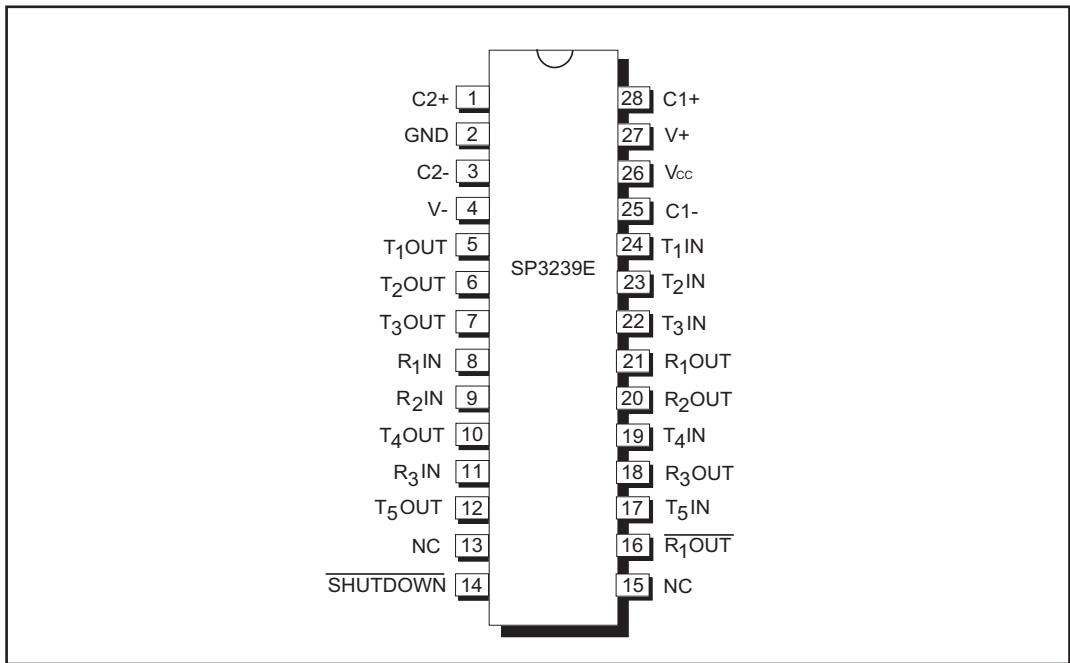 C2+ 1 28 C1+
GND 2 27 V+
C2- 3 26 Vcc
V- 4 25 C1-
T1OUT 5 24 T1IN
SP3239E
T2OUT 6 23 T2IN
T3OUT 7 22 T3IN
R1IN 8 21 R1OUT
R2IN 9 20 R2OUT
T4OUT 10 19 T4IN
R3IN 11 18 R3OUT
T5OUT 12 17 T5IN
NC 13 16 R1OUT
SHUTDOWN 14 15 NC